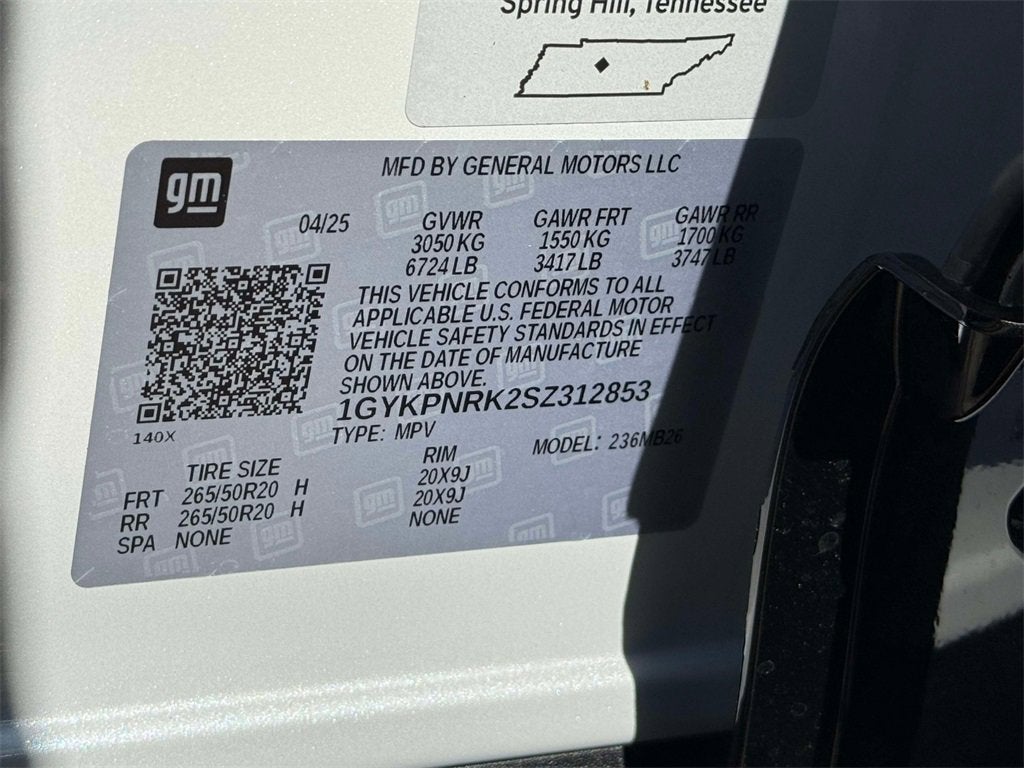 Spring Hill, Tennessee
gm
MFD BY GENERAL MOTORS LLC
04/25 GVWR GAWR FRT GAWR RR
3050 KG 1550 KG 1700 KG
6724 LB 3417 LB 3747 LB
THIS VEHICLE CONFORMS TO ALL
APPLICABLE U.S. FEDERAL MOTOR
VEHICLE SAFETY STANDARDS IN EFFECT
ON THE DATE OF MANUFACTURE
SHOWN ABOVE.
1GYKPNRK2SZ312853
140X
TYPE: MPV MODEL: 236MB26
TIRE SIZE RIM
FRT 265/50R20 H 20X9J
RR 265/50R20 H 20X9J
SPA NONE NONE